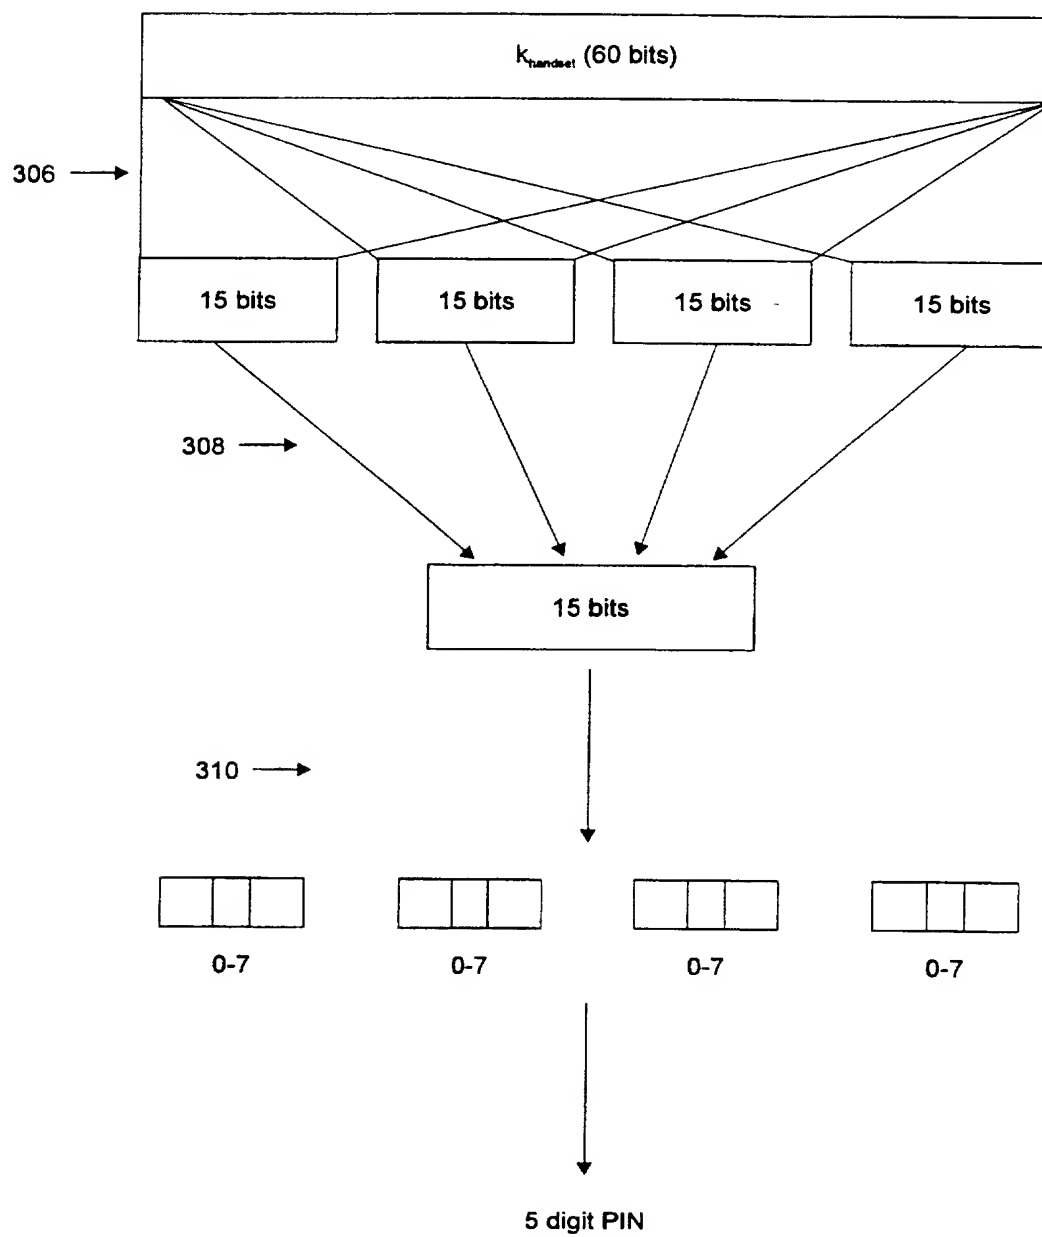 k handset (60 bits)
306
15 bits 15 bits 15 bits 15 bits
308
15 bits
310
0-7 0-7 0-7 0-7
5 digit PIN